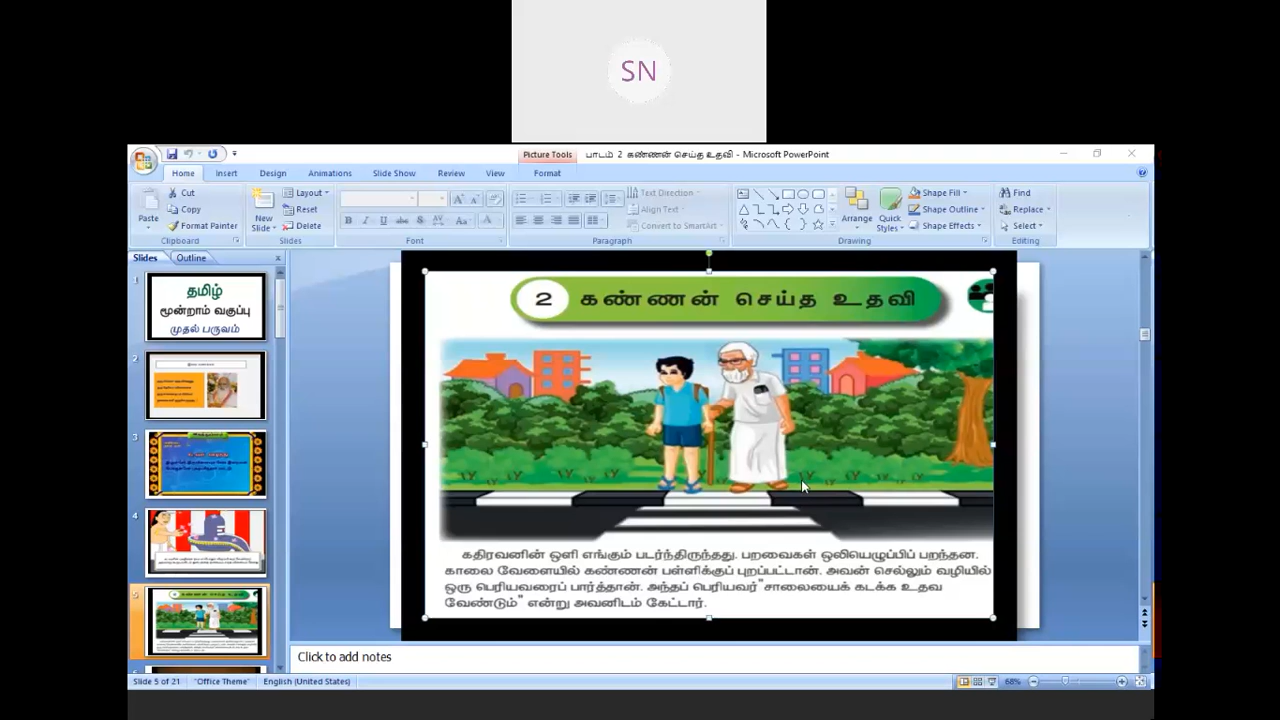 SN
பாடம் 2 கண்ணன் செய்த உதவி - Microsoft PowerPoint
Picture Tools
Home Insert Design Animations Slide Show Review View Format
Paste
Cut
Copy
Format Painter
Clipboard
New Slide
Layout
Reset
Delete
Slides
Font
Text Direction
Align Text
Convert to SmartArt
Paragraph
Arrange
Quick Styles
Shape Fill
Shape Outline
Shape Effects
Drawing
Find
Replace
Select
Editing
Slides Outline
1
தமிழ்
மூன்றாம் வகுப்பு
முதல் பருவம்
2
3
4
5
2 கண்ணன் செய்த உதவி
கதிரவனின் ஒளி எங்கும் படர்ந்திருந்தது. பறவைகள் ஒலியெழுப்பிப் பறந்தன.
காலை வேளையில் கண்ணன் பள்ளிக்குப் புறப்பட்டான். அவன் செல்லும் வழியில்
ஒரு பெரியவரைப் பார்த்தான். அந்தப் பெரியவர் "சாலையைக் கடக்க உதவ
வேண்டும்" என்று அவனிடம் கேட்டார்.
Click to add notes
Slide 5 of 21 "Office Theme" English (United States) 68%